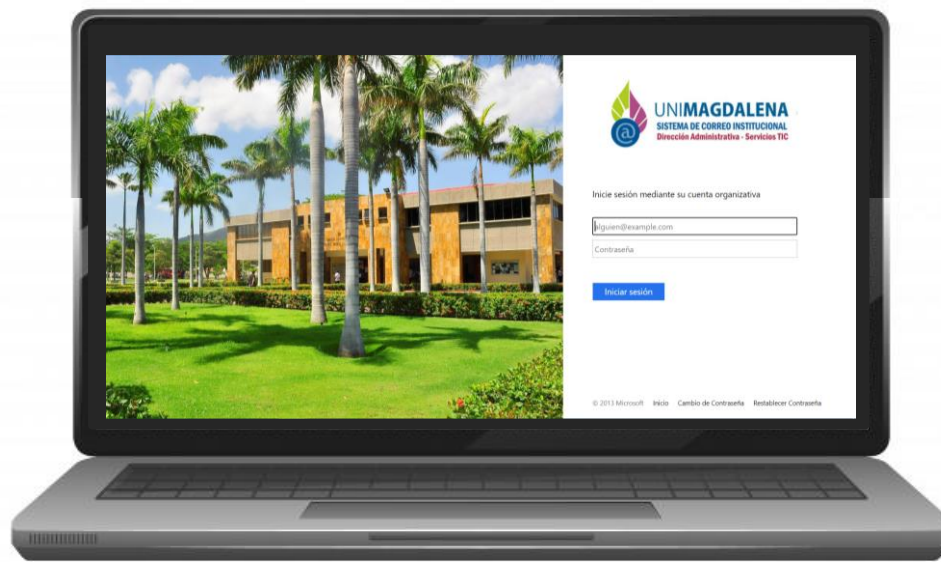 UNIMAGDALENA
SISTEMA DE CORREO INSTITUCIONAL
Dirección Administrativa - Servicios TIC
Inicie sesión mediante su cuenta organizativa
alguien@example.com
Contraseña
Iniciar sesión
© 2013 Microsoft Inicio Cambio de Contraseña Restablecer Contraseña